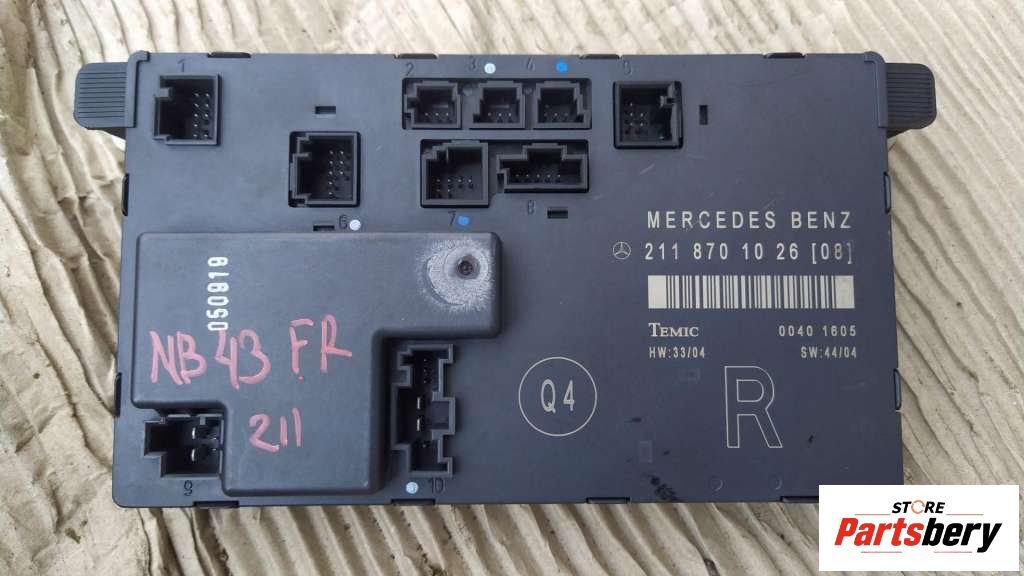 1
2
3
4
5
6
7
8
MERCEDES BENZ
211 870 10 26 [08]
TEMIC 0040 1605
HW:33/04 SW:44/04
R
Q4
050919
NB 43 FR
211
9
10
STORE
Partsbery